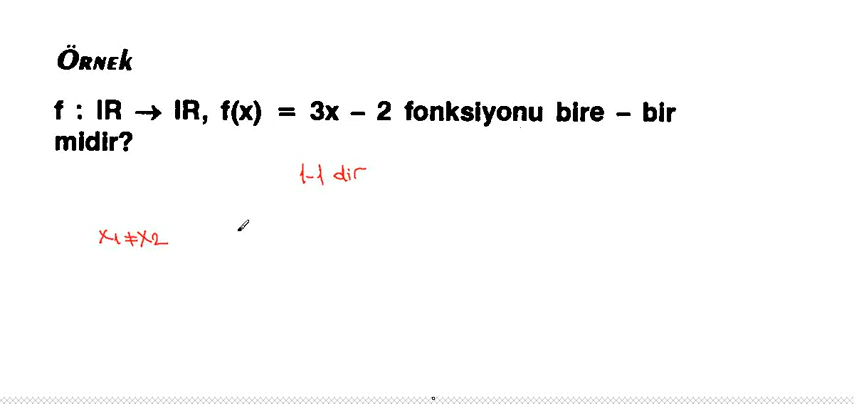 ÖRNEk
f : IR → IR, f(x) = 3x – 2 fonksiyonu bire – bir
midir?
1-1 dir
x1≠x2